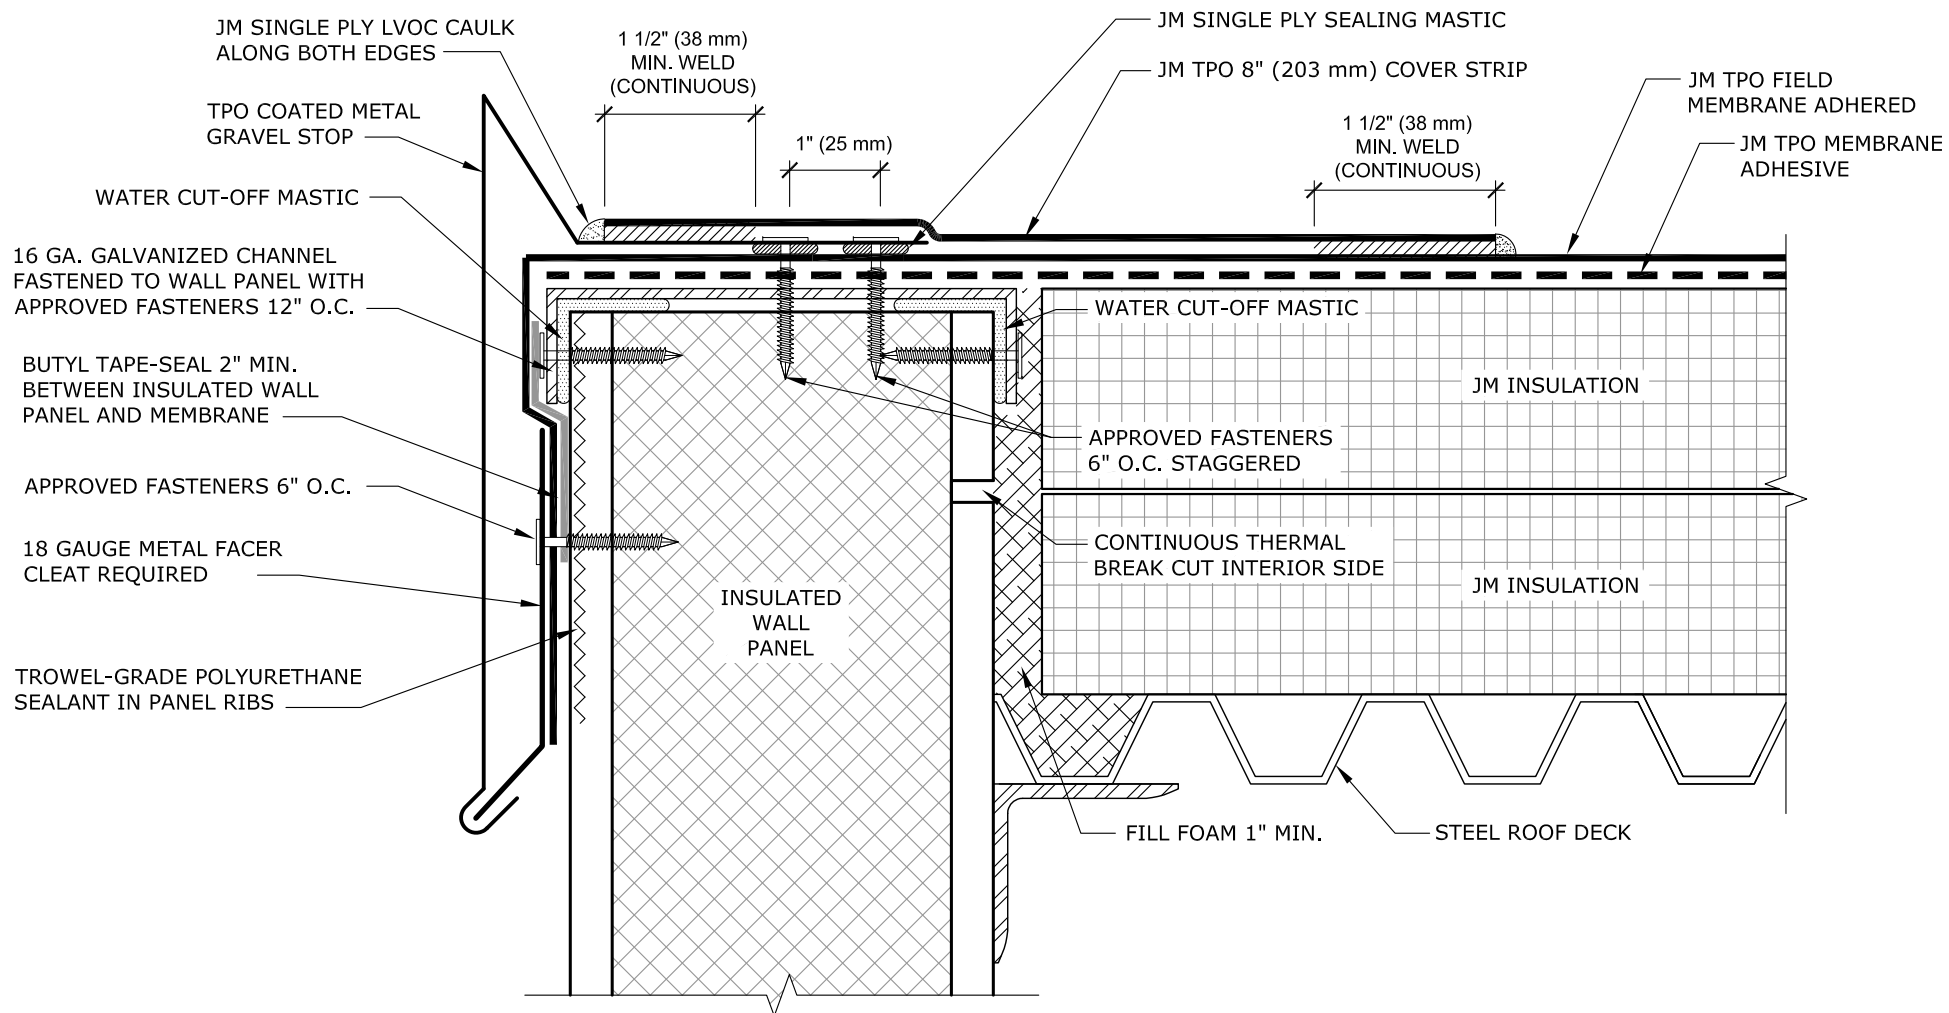 JM SINGLE PLY LVOC CAULK
ALONG BOTH EDGES
TPO COATED METAL
GRAVEL STOP
WATER CUT-OFF MASTIC
16 GA. GALVANIZED CHANNEL
FASTENED TO WALL PANEL WITH
APPROVED FASTENERS 12" O.C.
BUTYL TAPE-SEAL 2" MIN.
BETWEEN INSULATED WALL
PANEL AND MEMBRANE
APPROVED FASTENERS 6" O.C.
18 GAUGE METAL FACER
CLEAT REQUIRED
TROWEL-GRADE POLYURETHANE
SEALANT IN PANEL RIBS
1 1/2" (38 mm)
MIN. WELD
(CONTINUOUS)
1" (25 mm)
JM SINGLE PLY SEALING MASTIC
JM TPO 8" (203 mm) COVER STRIP
1 1/2" (38 mm)
MIN. WELD
(CONTINUOUS)
JM TPO FIELD
MEMBRANE ADHERED
JM TPO MEMBRANE
ADHESIVE
WATER CUT-OFF MASTIC
JM INSULATION
APPROVED FASTENERS
6" O.C. STAGGERED
CONTINUOUS THERMAL
BREAK CUT INTERIOR SIDE
JM INSULATION
INSULATED
WALL
PANEL
FILL FOAM 1" MIN.
STEEL ROOF DECK